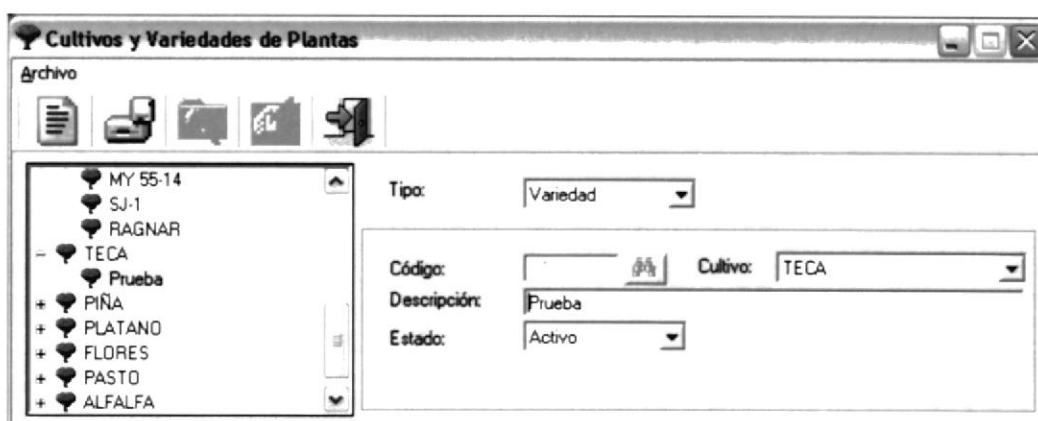 Cultivos y Variedades de Plantas
Archivo
MY 55-14
SJ-1
RAGNAR
TECA
Prueba
PIÑA
PLATANO
FLORES
PASTO
ALFALFA
Tipo: Variedad
Código: Cultivo: TECA
Descripción: Prueba
Estado: Activo